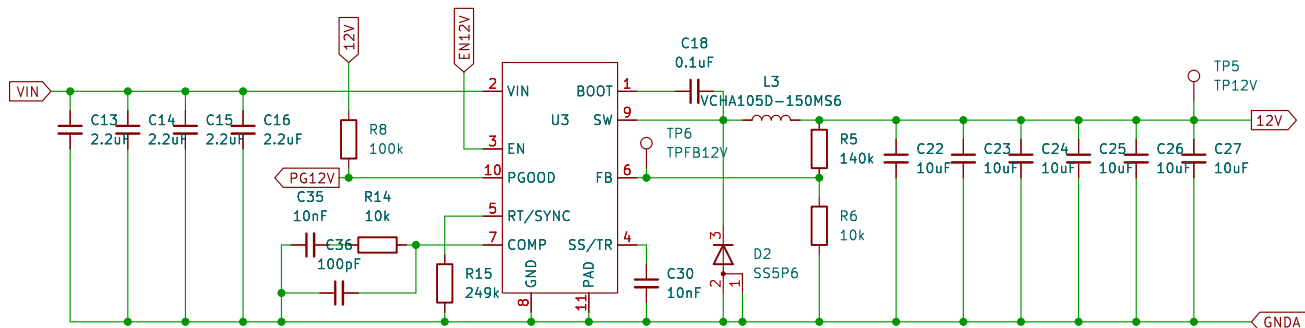 12V
EN12V
C18
0.1uF
TP5
TP12V
VIN
2
VIN
BOOT
1
L3
VCHA105D-150MS6
C13
2.2uF
C14
2.2uF
C15
2.2uF
C16
2.2uF
R8
100k
U3
SW
9
12V
3
EN
TP6
TPFB12V
R5
140k
C22
10uF
C23
10uF
C24
10uF
C25
10uF
C26
10uF
C27
10uF
PG12V
10
PGOOD
FB
6
C35
10nF
R14
10k
5
RT/SYNC
R6
10k
C36
100pF
7
COMP
SS/TR
4
3
D2
SS5P6
2
1
R15
249k
GND
8
PAD
11
C30
10nF
GNDA